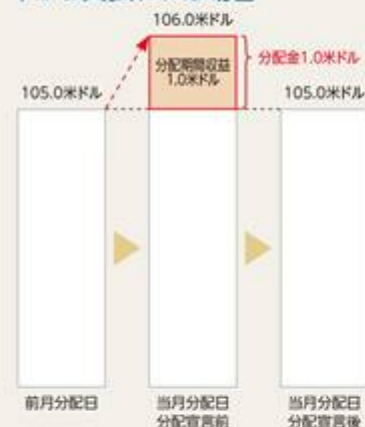 106.0米ドル
分配期間収益
1.0米ドル
分配金1.0米ドル
105.0米ドル
105.0米ドル
前月分配日
当月分配日
分配宣言前
当月分配日
分配宣言後